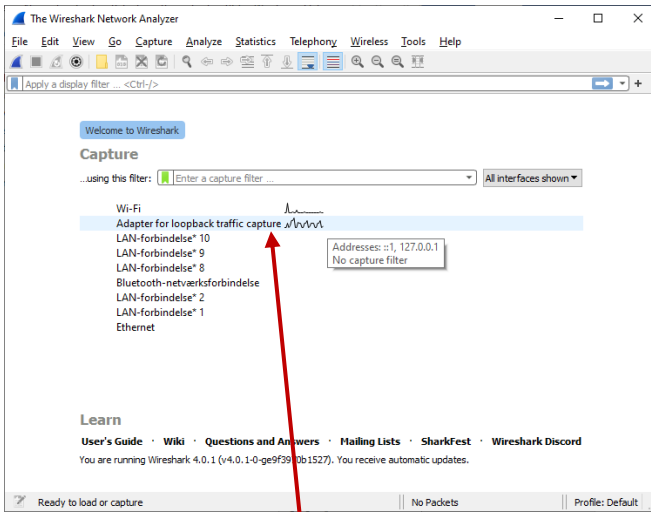 The Wireshark Network Analyzer
File Edit View Go Capture Analyze Statistics Telephony Wireless Tools Help
Apply a display filter ... <Ctrl-/>
+
Welcome to Wireshark
Capture
...using this filter: Enter a capture filter ... All interfaces shown
Wi-Fi
Adapter for loopback traffic capture
Addresses: ::1, 127.0.0.1
No capture filter
LAN-forbindelse* 10
LAN-forbindelse* 9
LAN-forbindelse* 8
Bluetooth-netværksforbindelse
LAN-forbindelse* 2
LAN-forbindelse* 1
Ethernet
Learn
User's Guide · Wiki · Questions and Answers · Mailing Lists · SharkFest · Wireshark Discord
You are running Wireshark 4.0.1 You receive automatic updates.
Ready to load or capture No Packets Profile: Default